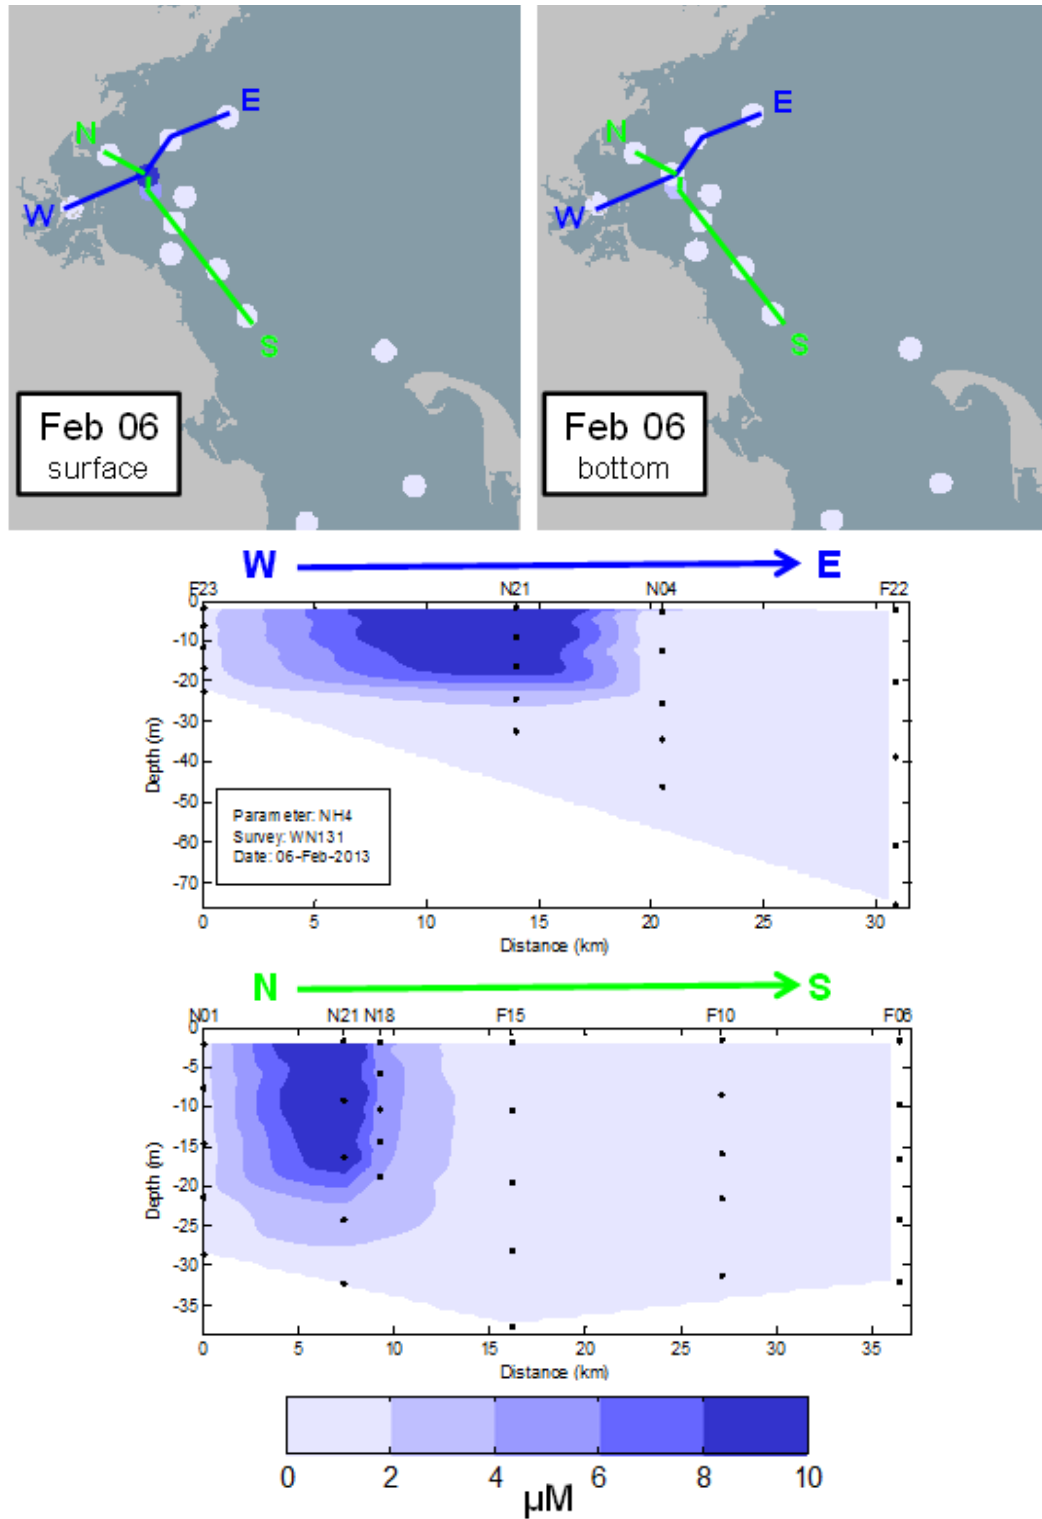 E
N
W
S
Feb 06
surface
E
N
W
S
Feb 06
bottom
W E
F23 N21 N04 F22
0
-10
-20
-30
-40
-50
-60
-70
Depth (m)
Parameter: NH4
Survey: WN131
Date: 06-Feb-2013
0 5 10 15 20 25 30
Distance (km)
N S
N01 N21 N18 F15 F10 F06
0
-5
-10
-15
-20
-25
-30
-35
Depth (m)
0 5 10 15 20 25 30 35
Distance (km)
0 2 4 6 8 10
µM